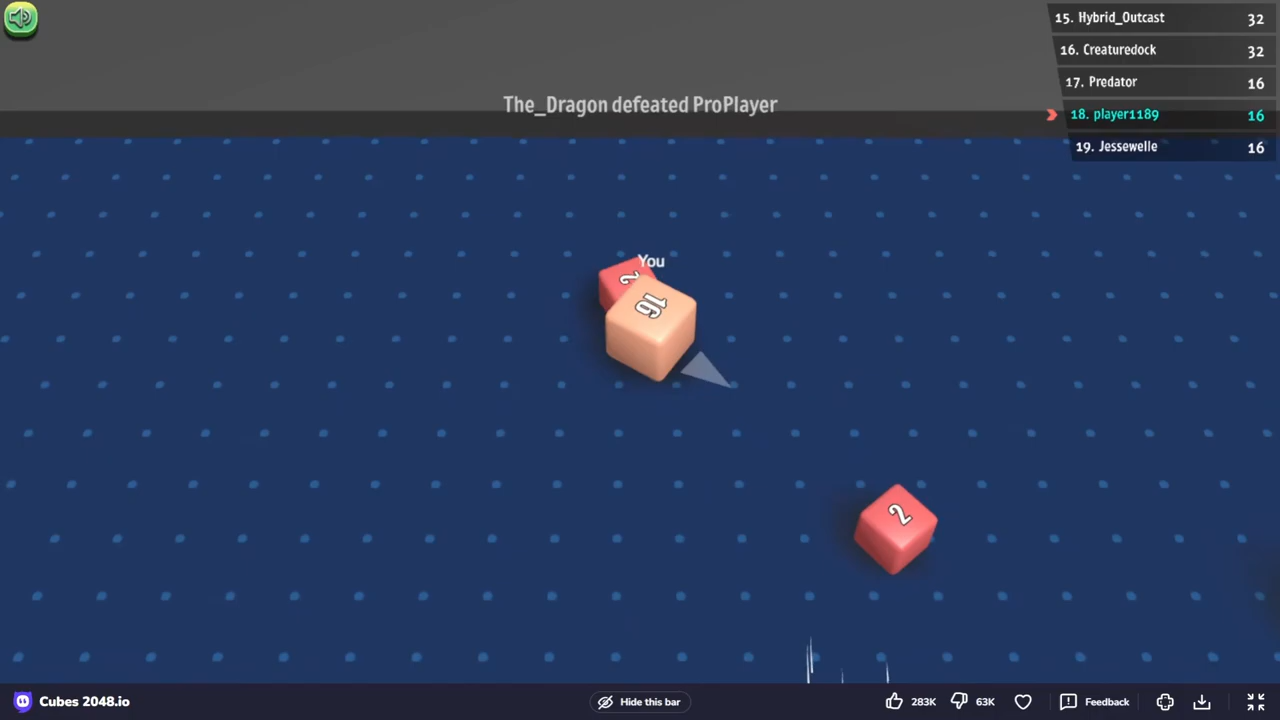 15. Hybrid_Outcast 32
16. Creaturedock 32
17. Predator 16
18. player1189 16
19. Jessewelle 16
The_Dragon defeated ProPlayer
You
2
16
2
Cubes 2048.io
Hide this bar
283K
63K
Feedback